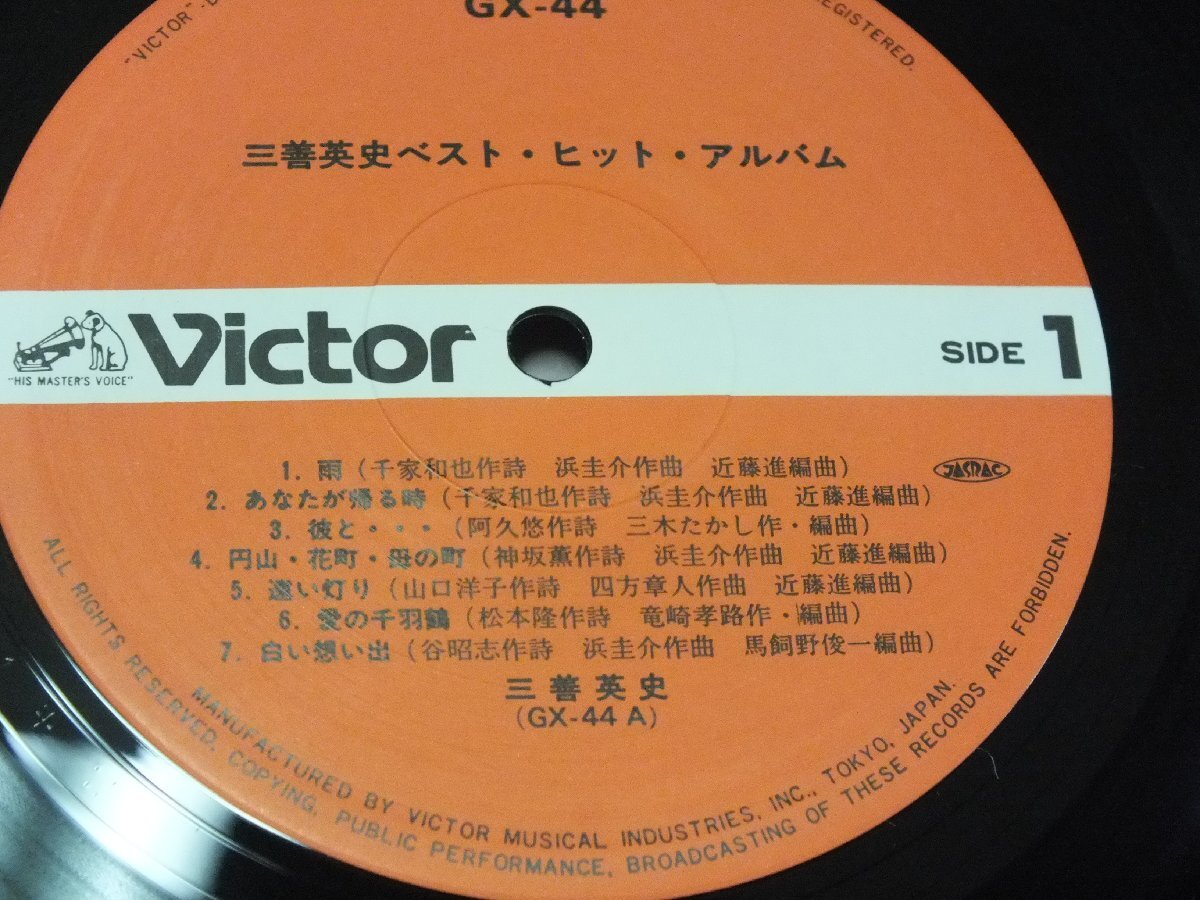 GX-44
"VICTOR"
REGISTERED.
三善英史ベスト・ヒット・アルバム
"HIS MASTER'S VOICE"
Victor
SIDE 1
1. 雨 (千家和也作詩 浜圭介作曲 近藤進編曲)
JASRAC
2. あなたが帰る時 (千家和也作詩 浜圭介作曲 近藤進編曲)
3. 彼と・・・ (阿久悠作詩 三木たかし作・編曲)
4. 円山・花町・母の町 (神坂薫作詩 浜圭介作曲 近藤進編曲)
5. 遠い灯り (山口洋子作詩 四方章人作曲 近藤進編曲)
6. 愛の千羽鶴 (松本隆作詩 竜崎孝路作・編曲)
7. 白い想い出 (谷昭志作詩 浜圭介作曲 馬飼野俊一編曲)
三善英史
(GX-44 A)
MANUFACTURED BY VICTOR MUSICAL INDUSTRIES, INC., TOKYO, JAPAN.
ALL RIGHTS RESERVED, COPYING, PUBLIC PERFORMANCE, BROADCASTING OF THESE RECORDS ARE FORBIDDEN.